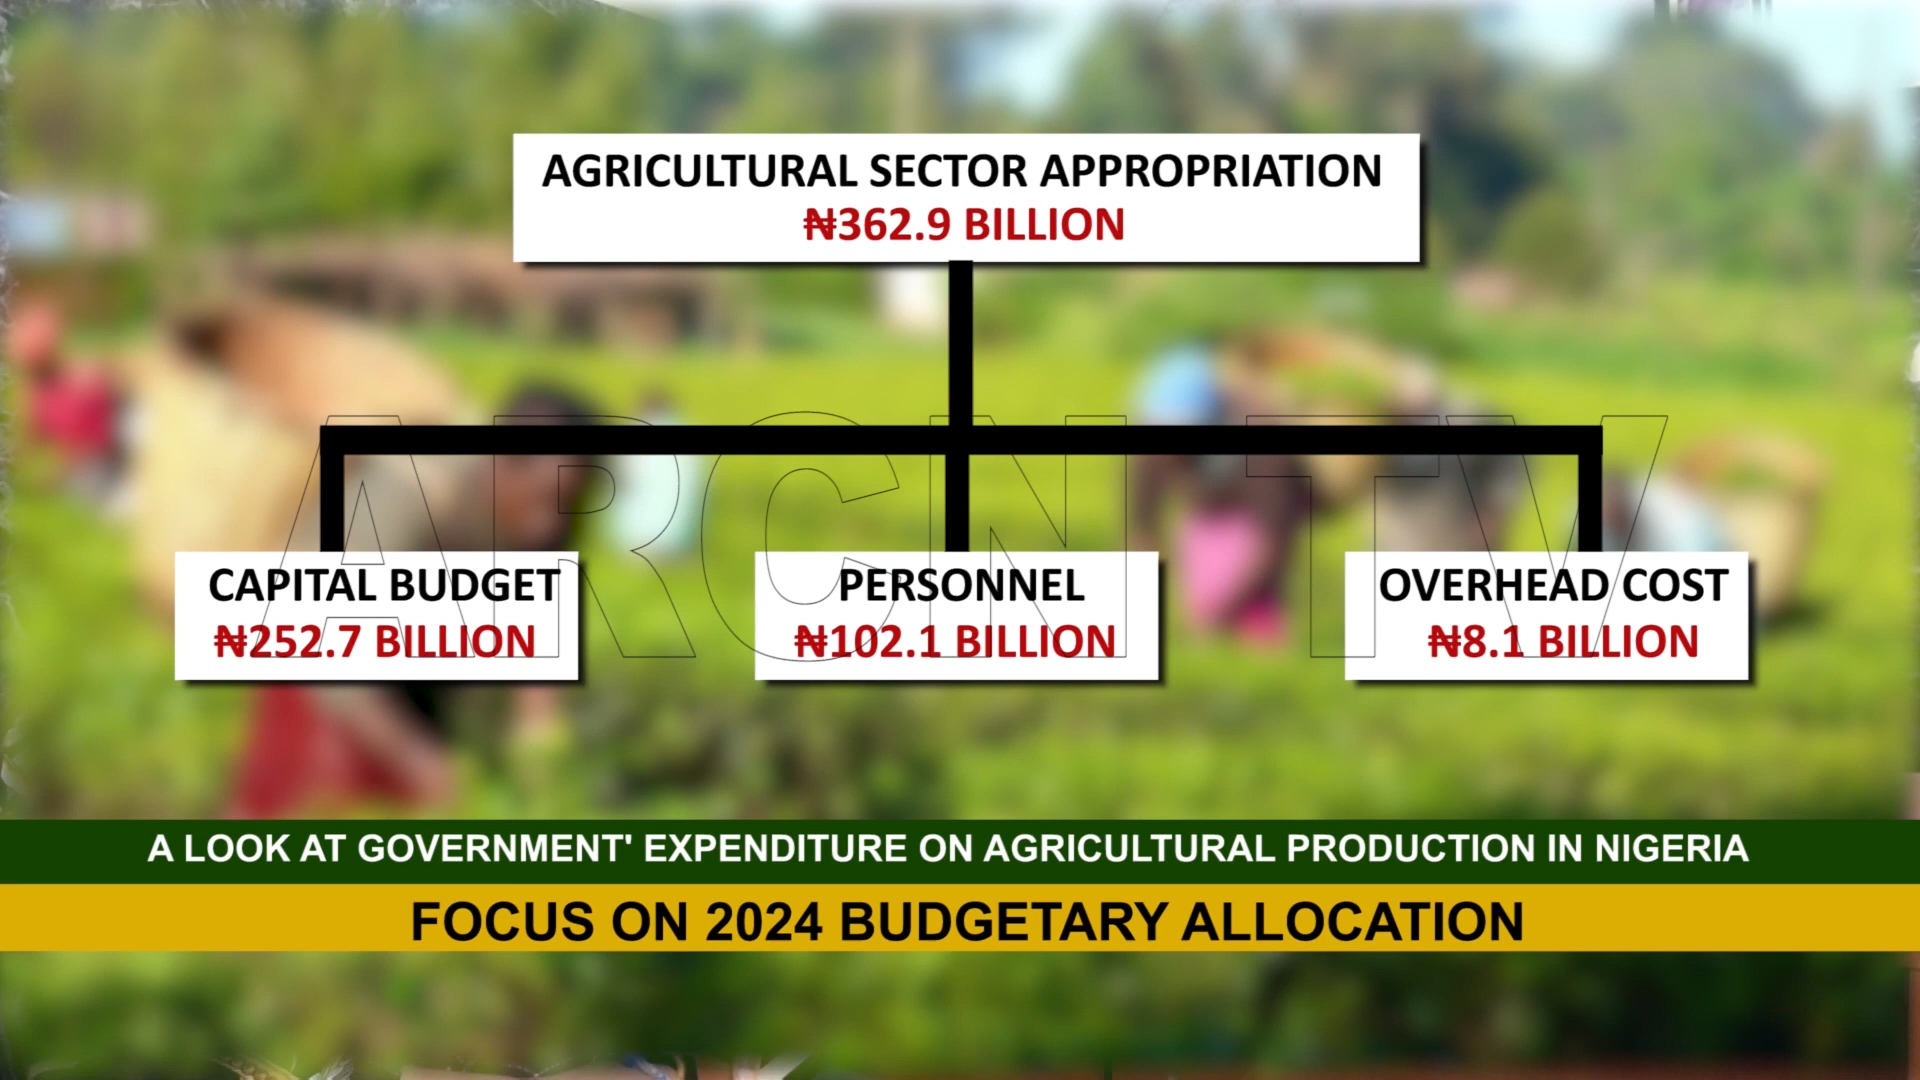 AGRICULTURAL SECTOR APPROPRIATION
₦362.9 BILLION
CAPITAL BUDGET
₦252.7 BILLION
PERSONNEL
₦102.1 BILLION
OVERHEAD COST
₦8.1 BILLION
ARCN TV
A LOOK AT GOVERNMENT' EXPENDITURE ON AGRICULTURAL PRODUCTION IN NIGERIA
FOCUS ON 2024 BUDGETARY ALLOCATION